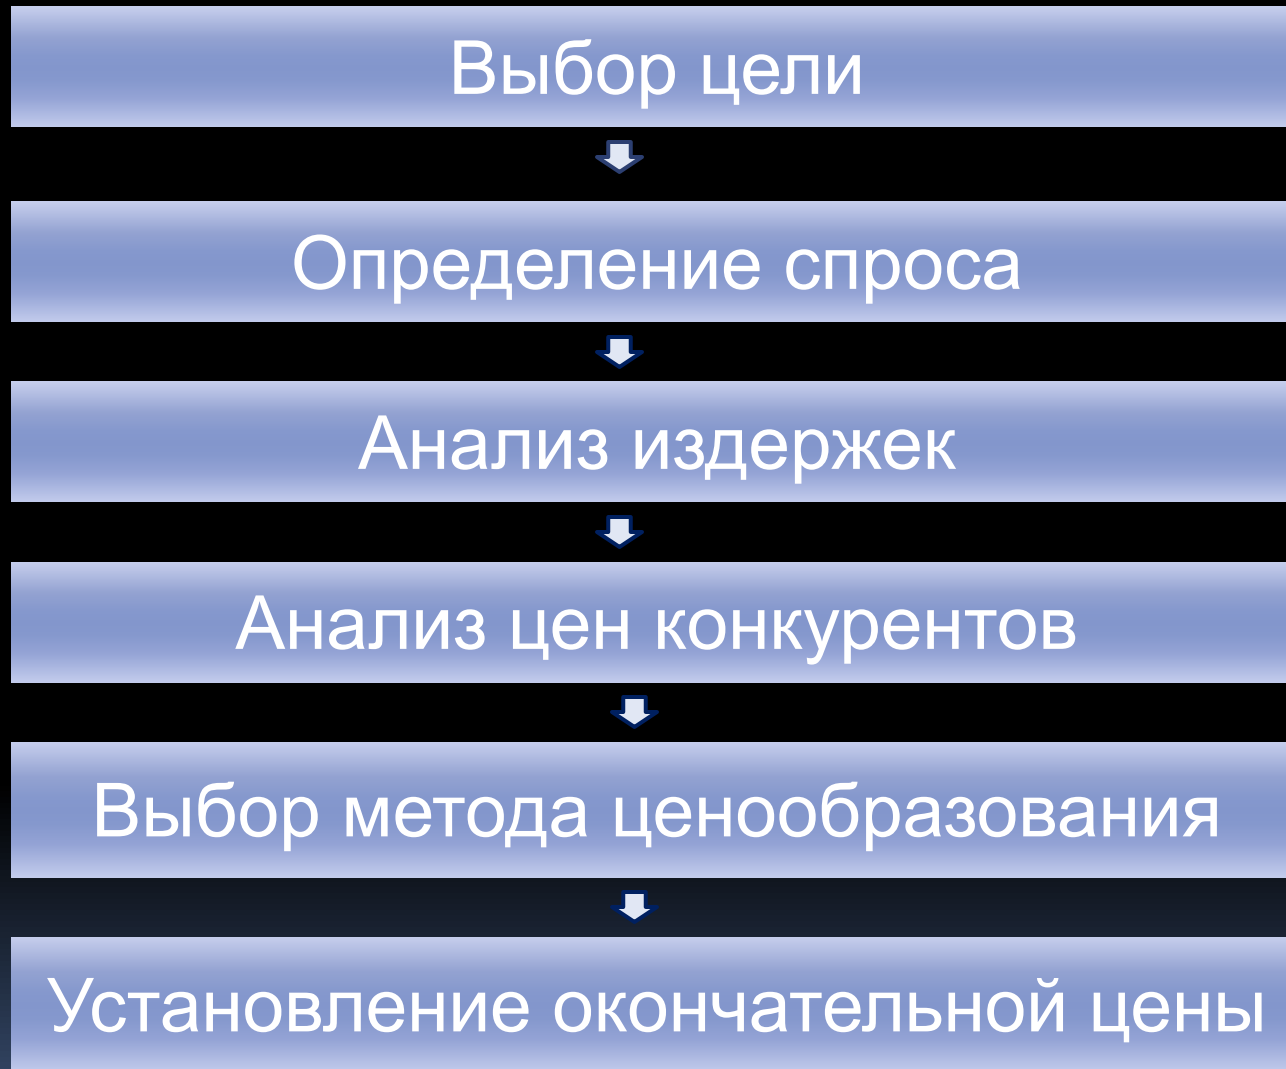 Выбор цели
Определение спроса
Анализ издержек
Анализ цен конкурентов
Выбор метода ценообразования
Установление окончательной цены